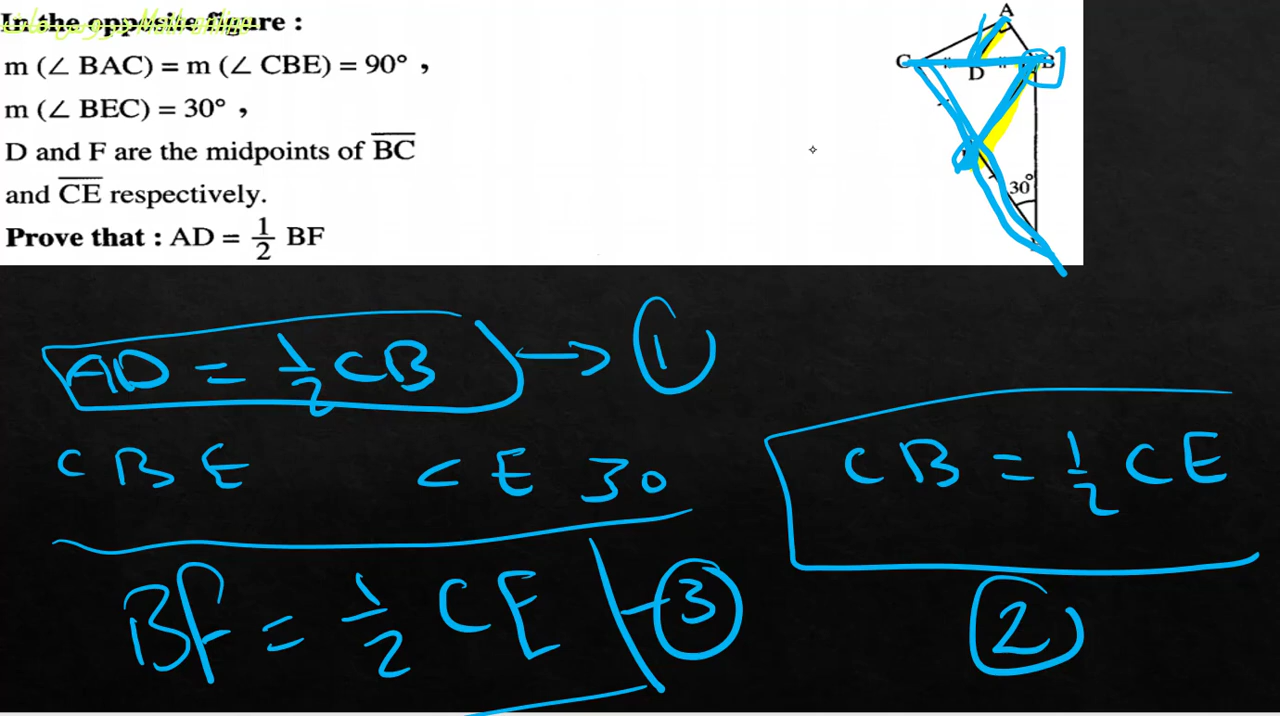 In the opposite figure :
Math online
m (∠ BAC) = m (∠ CBE) = 90° ,
m (∠ BEC) = 30° ,
D and F are the midpoints of BC
and CE respectively.
Prove that : AD = 1/2 BF
A
C
D
B
30°
AD = 1/2 CB → 1
C B E C E 30
CB = 1/2 CE
2
BF = 1/2 CE 3